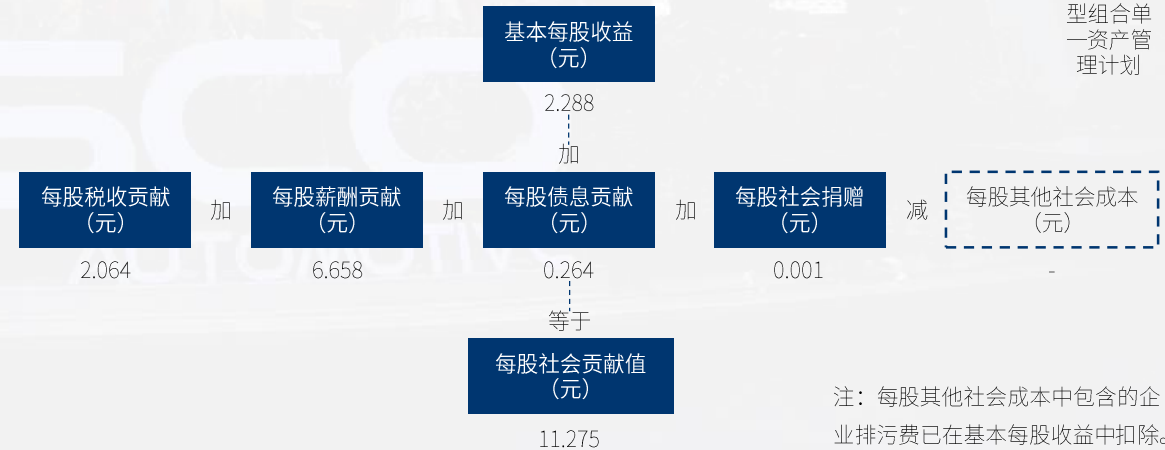 型组合单
一资产管
理计划
基本每股收益
（元）
2.288
加
每股税收贡献
（元）
2.064
加
每股薪酬贡献
（元）
6.658
加
每股债息贡献
（元）
0.264
加
每股社会捐赠
（元）
0.001
减
每股其他社会成本
（元）
-
等于
每股社会贡献值
（元）
11.275
注：每股其他社会成本中包含的企
业排污费已在基本每股收益中扣除。
AUTOMOTIVE